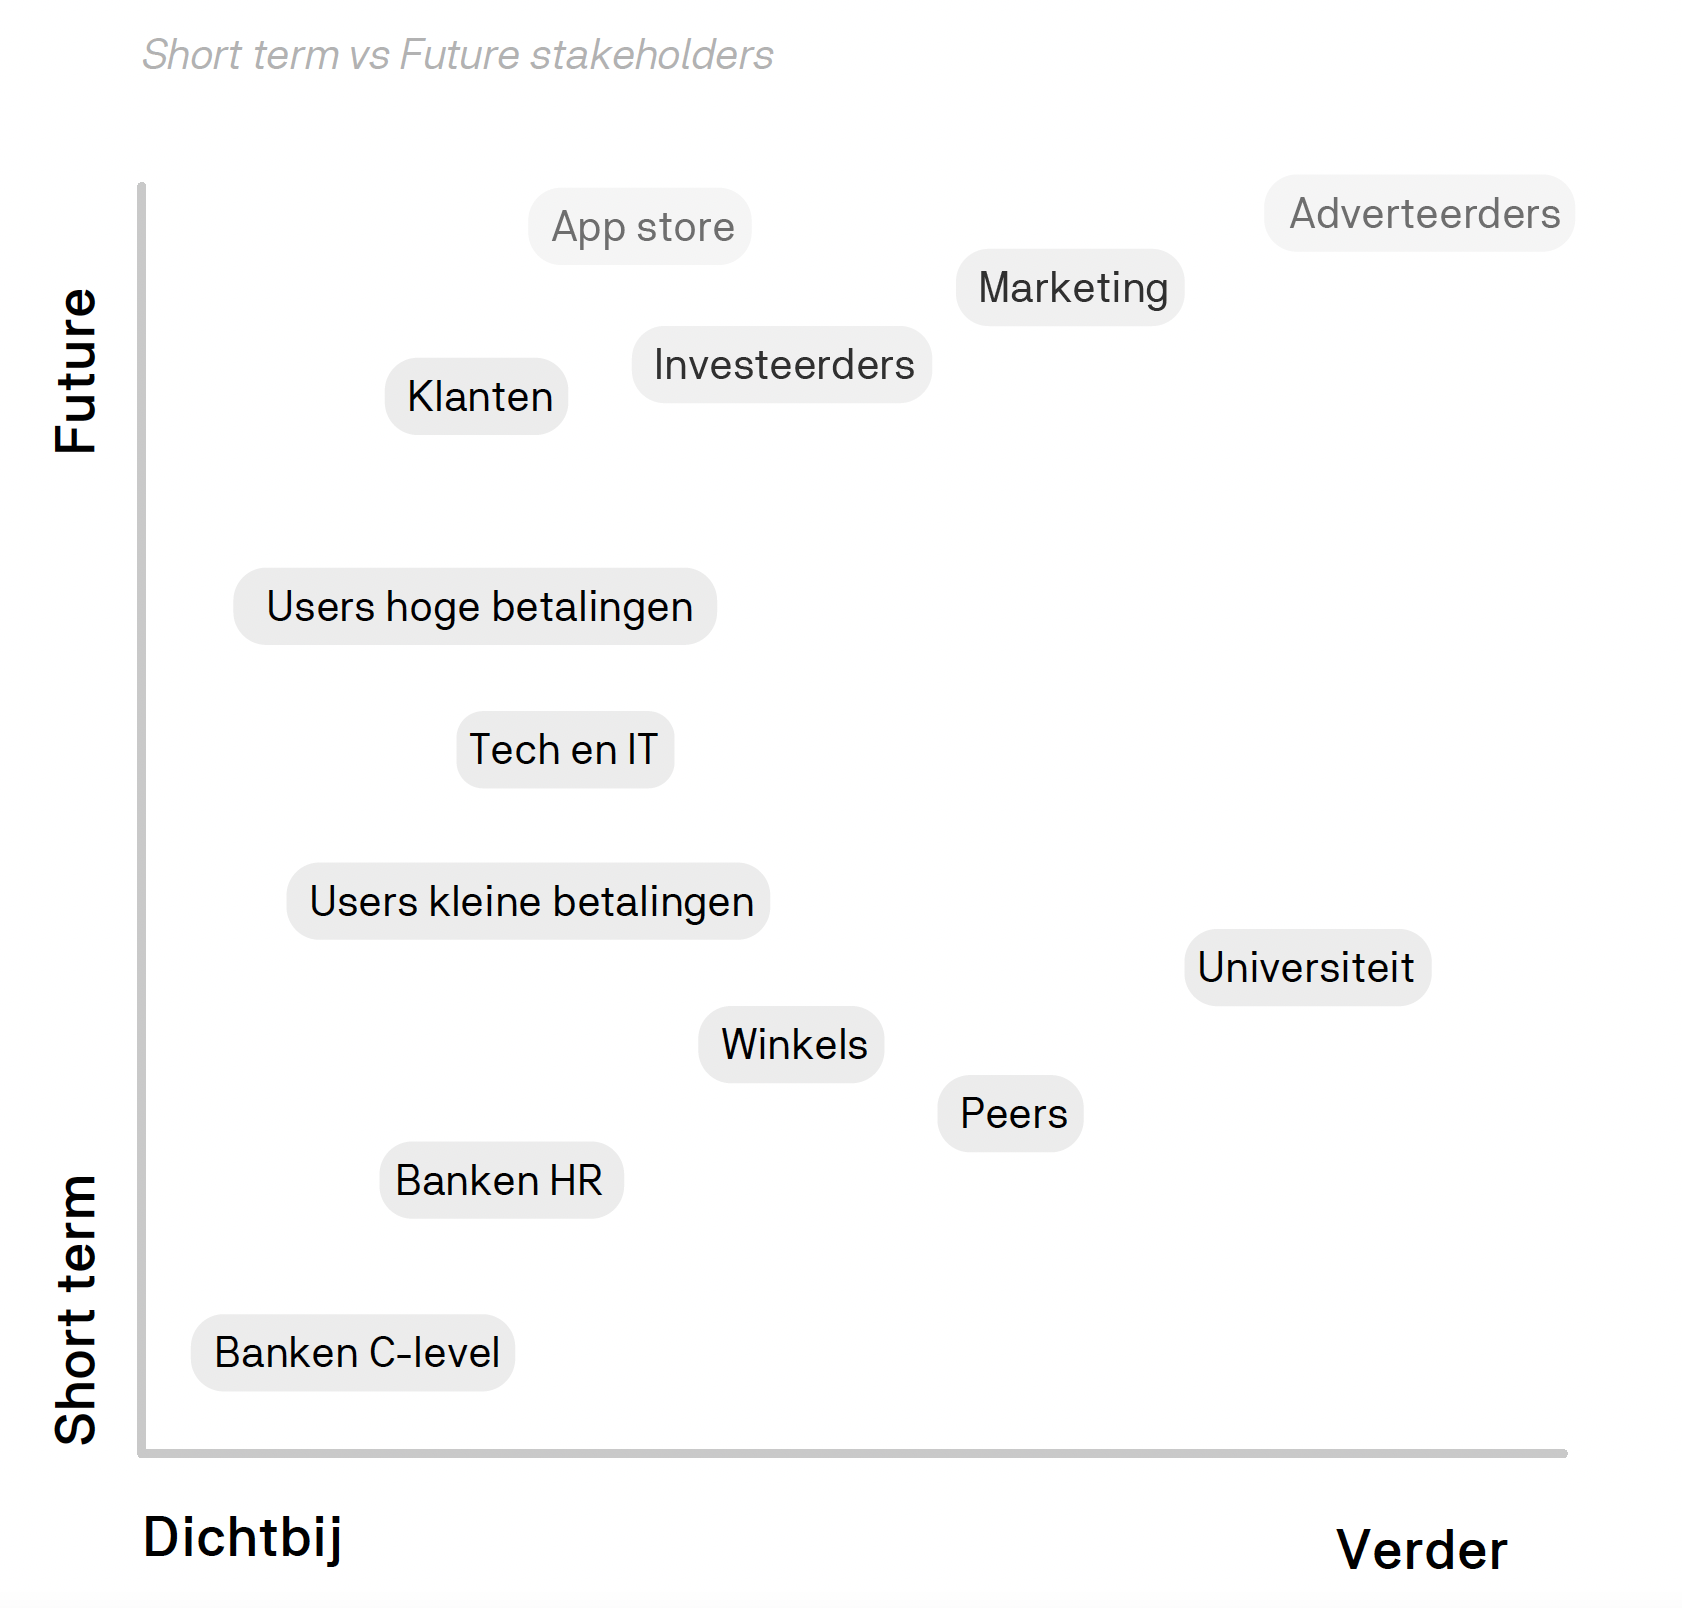 Short term vs Future stakeholders
Future
App store
Adverteerders
Marketing
Investeerders
Klanten
Users hoge betalingen
Tech en IT
Users kleine betalingen
Universiteit
Winkels
Peers
Banken HR
Short term
Banken C-level
Dichtbij
Verder